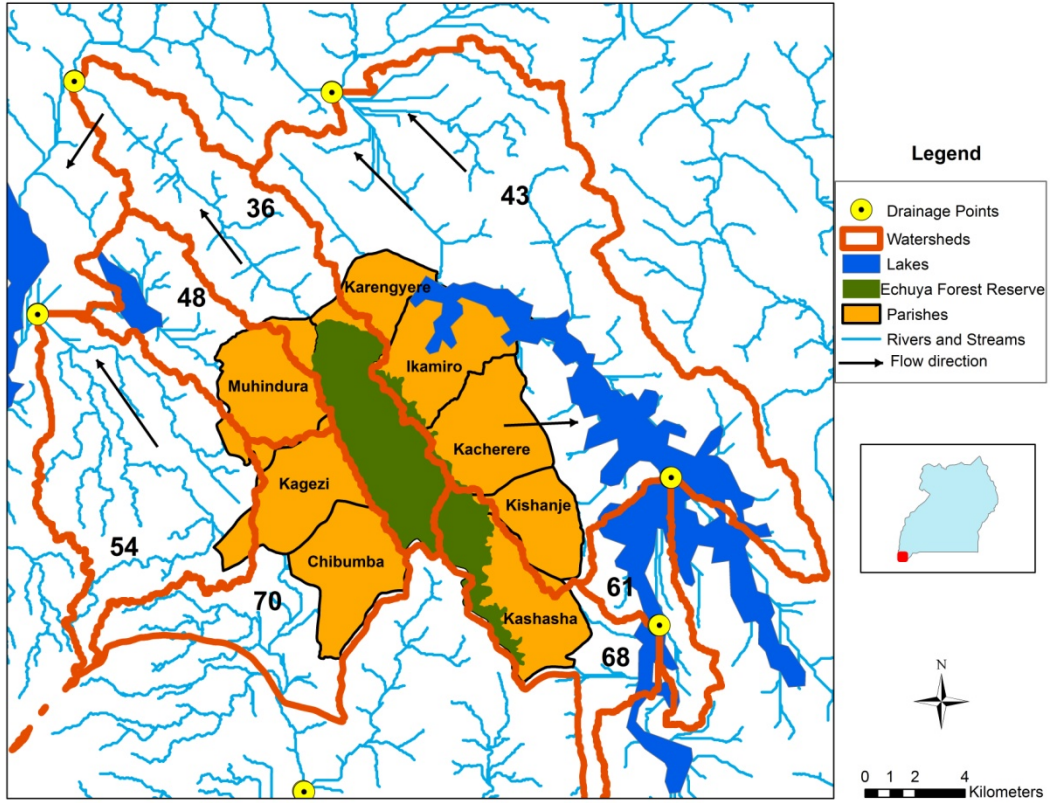 36
43
48
54
70
61
68
Karengyere
Ikamiro
Muhindura
Kacherere
Kagezi
Kishanje
Chibumba
Kashasha
Legend
Drainage Points
Watersheds
Lakes
Echuya Forest Reserve
Parishes
Rivers and Streams
Flow direction
N
0 1 2 4
Kilometers